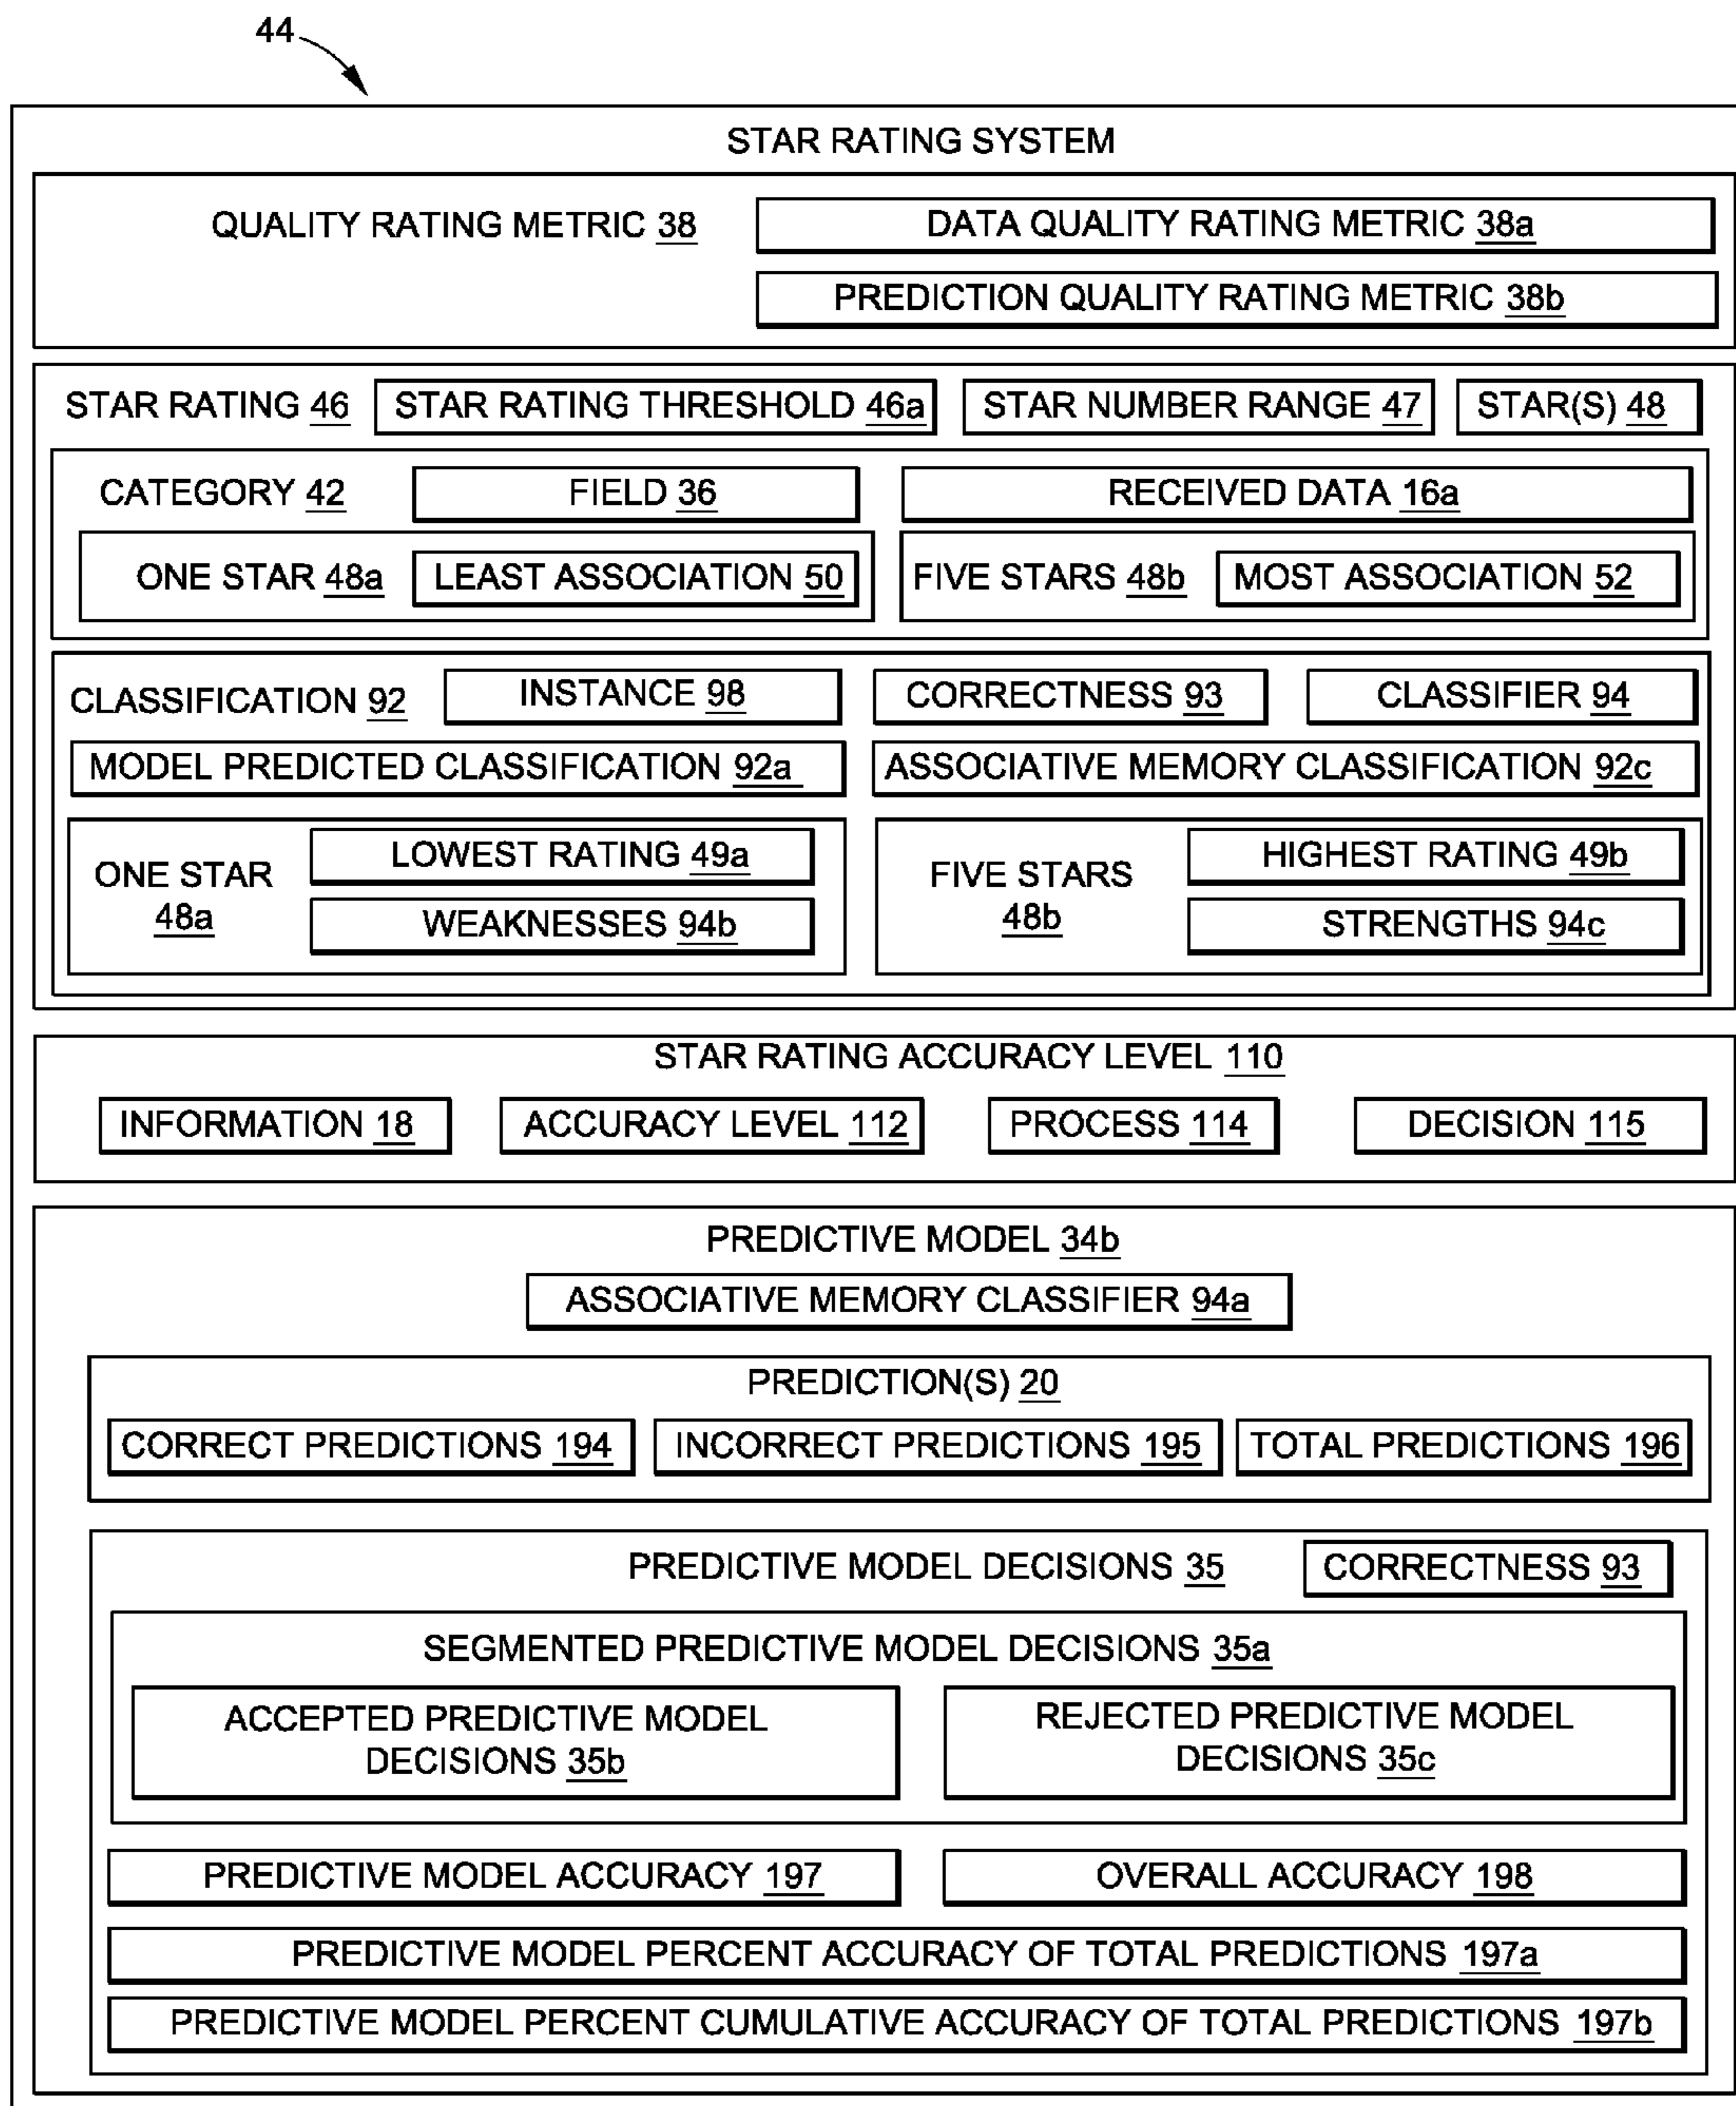 44
STAR RATING SYSTEM
QUALITY RATING METRIC 38
DATA QUALITY RATING METRIC 38a
PREDICTION QUALITY RATING METRIC 38b
STAR RATING 46
STAR RATING THRESHOLD 46a
STAR NUMBER RANGE 47
STAR(S) 48
CATEGORY 42
FIELD 36
RECEIVED DATA 16a
ONE STAR 48a
LEAST ASSOCIATION 50
FIVE STARS 48b
MOST ASSOCIATION 52
CLASSIFICATION 92
INSTANCE 98
CORRECTNESS 93
CLASSIFIER 94
MODEL PREDICTED CLASSIFICATION 92a
ASSOCIATIVE MEMORY CLASSIFICATION 92c
ONE STAR
48a
LOWEST RATING 49a
WEAKNESSES 94b
FIVE STARS
48b
HIGHEST RATING 49b
STRENGTHS 94c
STAR RATING ACCURACY LEVEL 110
INFORMATION 18
ACCURACY LEVEL 112
PROCESS 114
DECISION 115
PREDICTIVE MODEL 34b
ASSOCIATIVE MEMORY CLASSIFIER 94a
PREDICTION(S) 20
CORRECT PREDICTIONS 194
INCORRECT PREDICTIONS 195
TOTAL PREDICTIONS 196
PREDICTIVE MODEL DECISIONS 35
CORRECTNESS 93
SEGMENTED PREDICTIVE MODEL DECISIONS 35a
ACCEPTED PREDICTIVE MODEL
DECISIONS 35b
REJECTED PREDICTIVE MODEL
DECISIONS 35c
PREDICTIVE MODEL ACCURACY 197
OVERALL ACCURACY 198
PREDICTIVE MODEL PERCENT ACCURACY OF TOTAL PREDICTIONS 197a
PREDICTIVE MODEL PERCENT CUMULATIVE ACCURACY OF TOTAL PREDICTIONS 197b